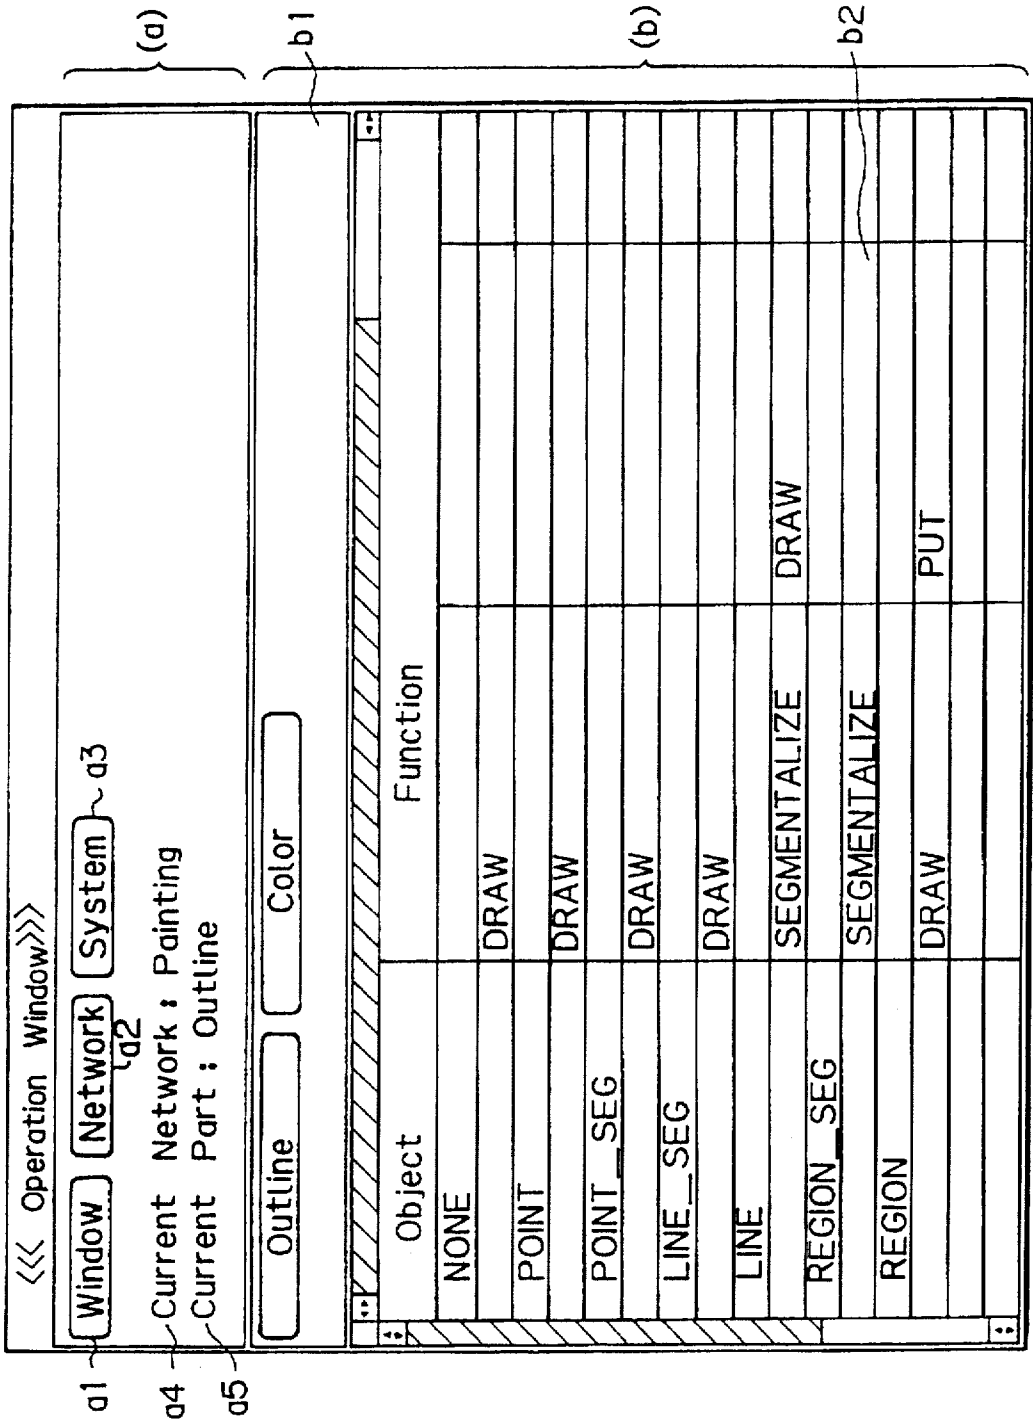 <<< Operation Window>>>
Window Network System a3
a1
a2
(a)
a4 Current Network : Painting
a5 Current Part : Outline
Outline Color
b1
Object Function
NONE
DRAW
POINT
DRAW
POINT_SEG
DRAW
LINE_SEG
DRAW
LINE
SEGMENTALIZE DRAW
REGION_SEG
SEGMENTALIZE
REGION
DRAW PUT
(b)
b2